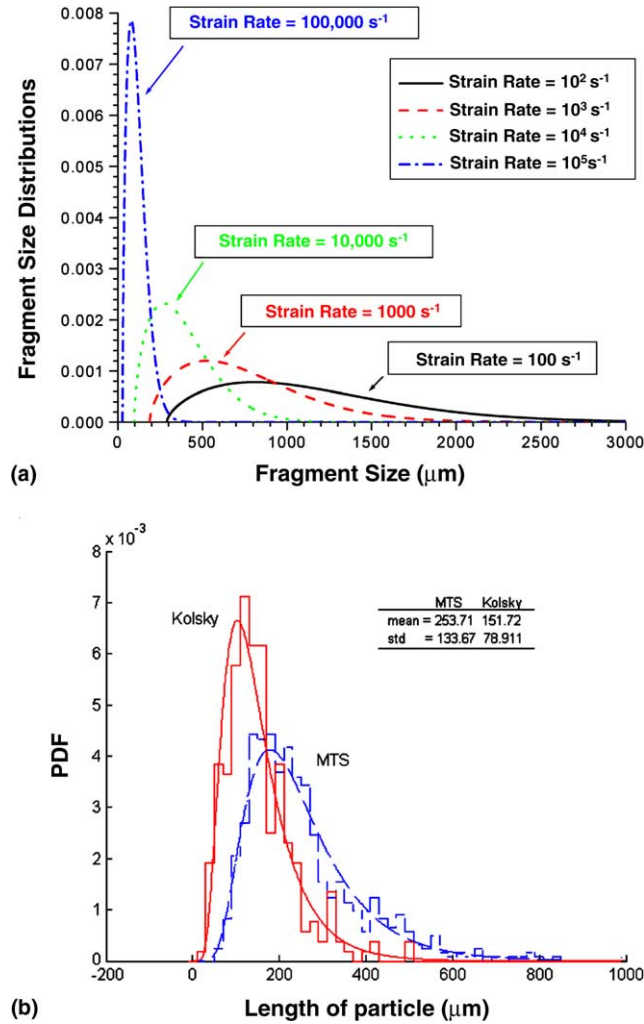 0.008
0.007
0.006
0.005
0.004
0.003
0.002
0.001
0.000
Fragment Size Distributions
Strain Rate = 100,000 s⁻¹
Strain Rate = 10² s⁻¹
Strain Rate = 10³ s⁻¹
Strain Rate = 10⁴ s⁻¹
Strain Rate = 10⁵s⁻¹
Strain Rate = 10,000 s⁻¹
Strain Rate = 1000 s⁻¹
Strain Rate = 100 s⁻¹
0 500 1000 1500 2000 2500 3000
Fragment Size (μm)
(a)
x 10⁻³
8
7
6
5
4
3
2
1
0
PDF
Kolsky
MTS
MTS Kolsky
mean = 253.71 151.72
std = 133.67 78.911
-200 0 200 400 600 800 1000
Length of particle (μm)
(b)